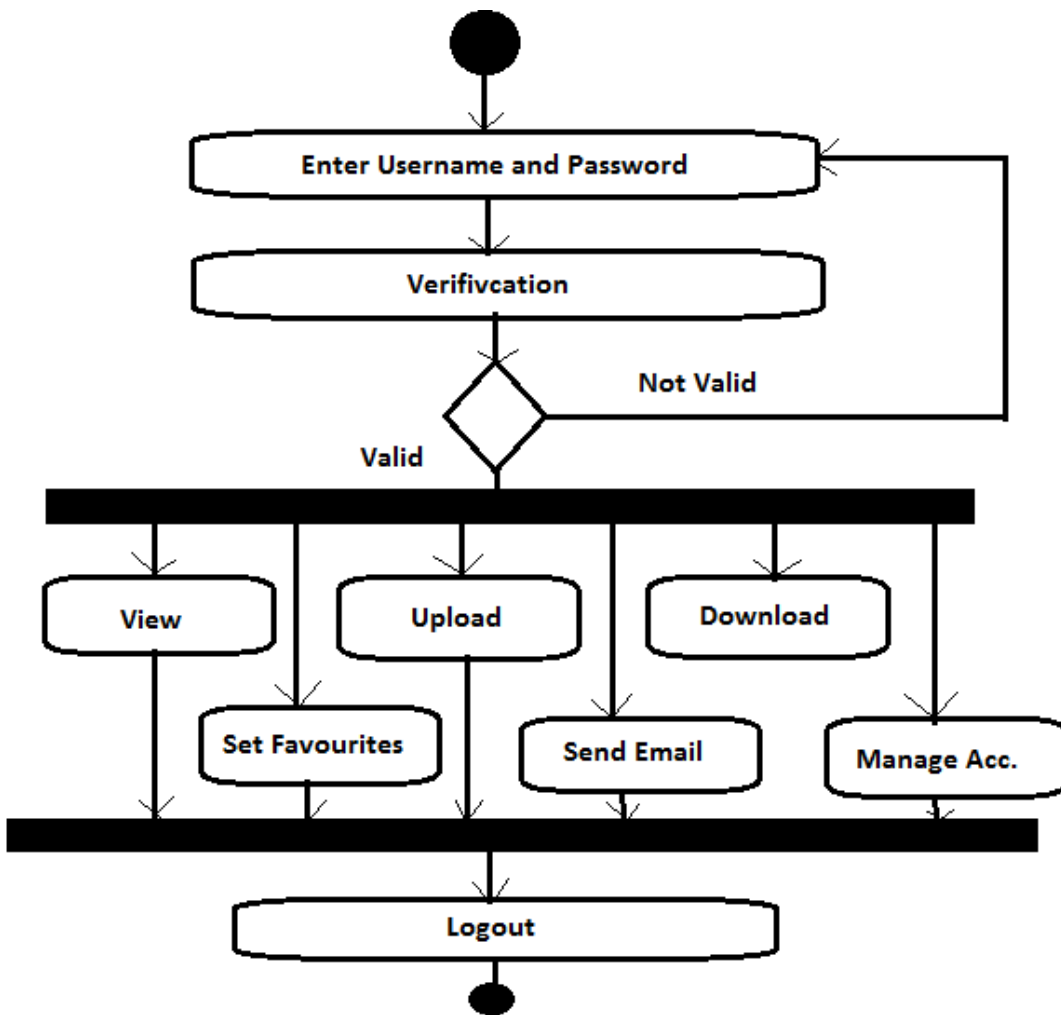 Enter Username and Password
Verifivcation
Not Valid
Valid
View
Upload
Download
Set Favourites
Send Email
Manage Acc.
Logout